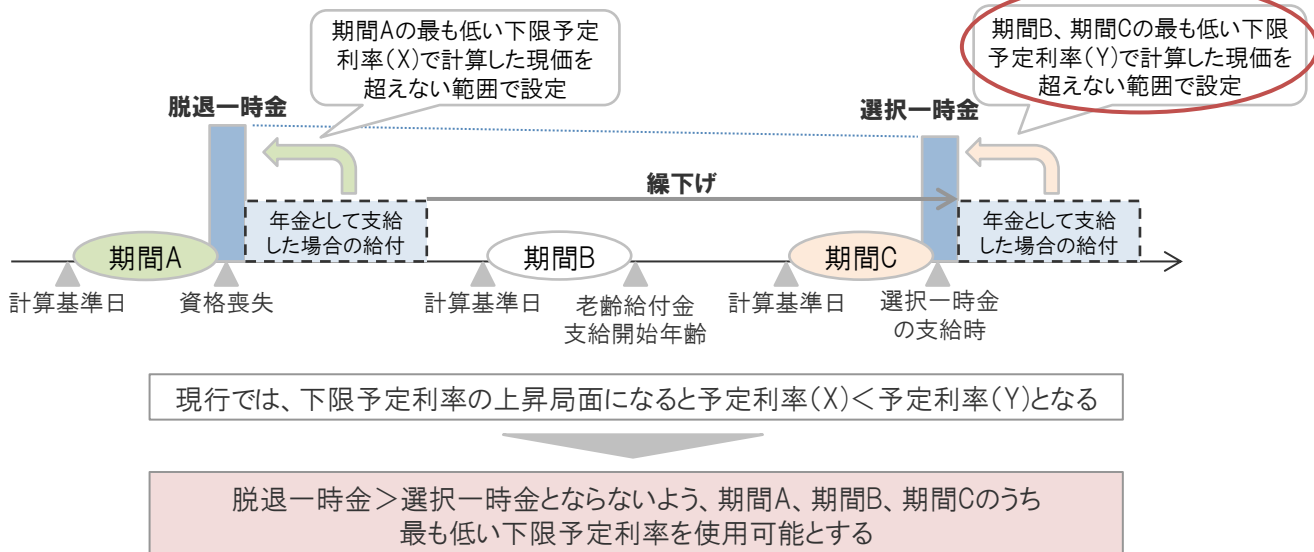 期間Aの最も低い下限予定
利率(X)で計算した現価を
超えない範囲で設定
期間B、期間Cの最も低い下限
予定利率(Y)で計算した現価を
超えない範囲で設定
脱退一時金
選択一時金
繰下げ
年金として支給
した場合の給付
年金として支給
した場合の給付
期間A
期間B
期間C
計算基準日
資格喪失
計算基準日
老齢給付金
支給開始年齢
計算基準日
選択一時金
の支給時
現行では、下限予定利率の上昇局面になると予定利率(X)<予定利率(Y)となる
脱退一時金>選択一時金とならないよう、期間A、期間B、期間Cのうち
最も低い下限予定利率を使用可能とする